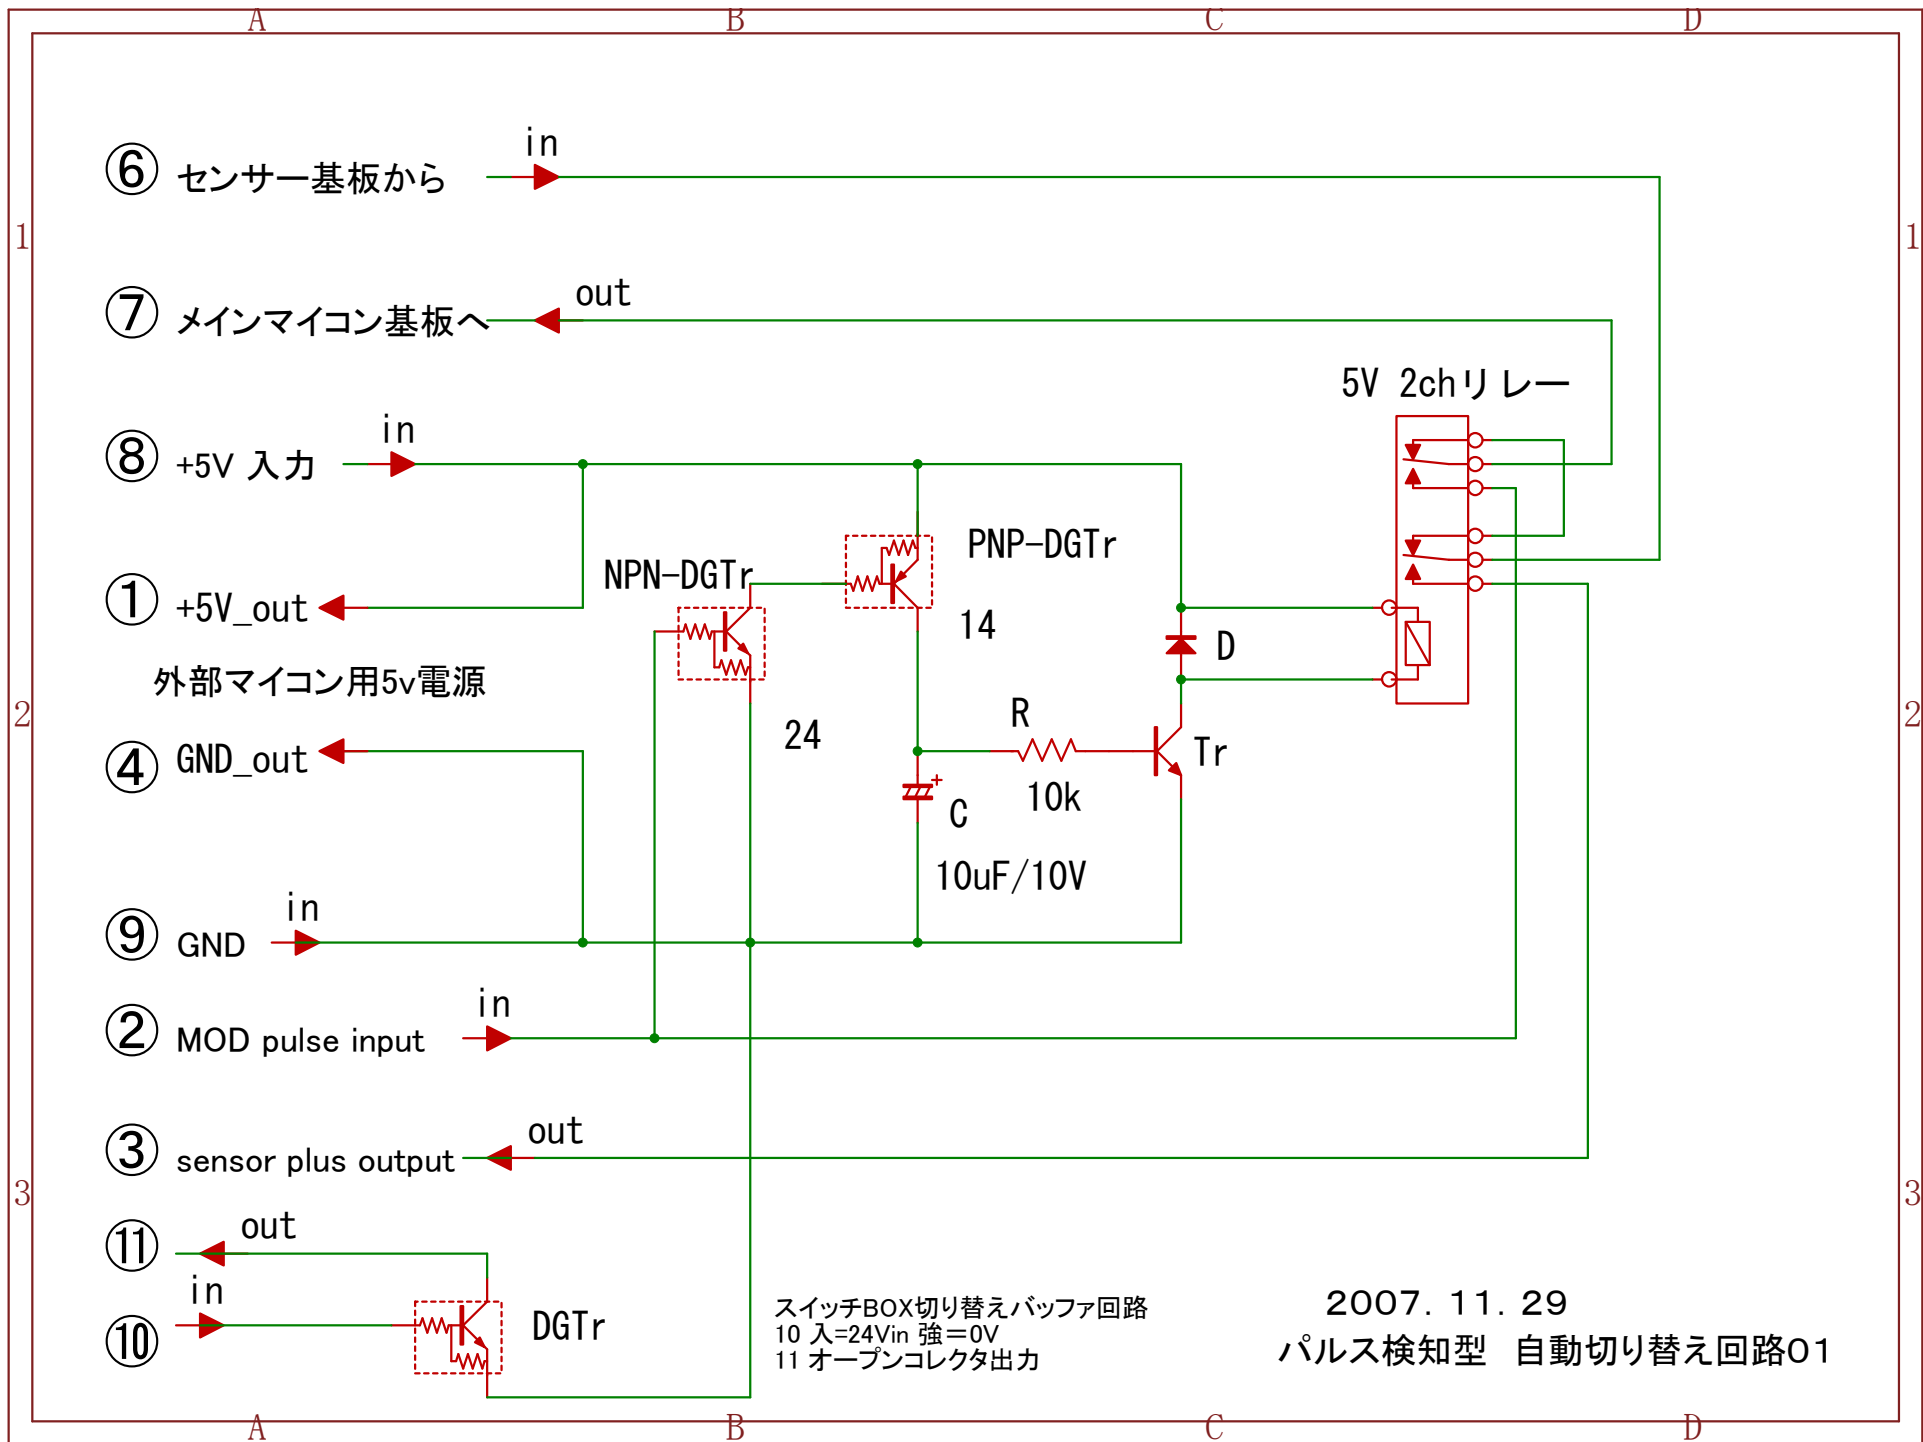 A B C D
in
⑥ センサー基板から
1 1
out
⑦ メインマイコン基板へ
5V 2chリレー
in
⑧ +5V 入力
PNP-DGTr
NPN-DGTr
① +5V_out
14
D
外部マイコン用5v電源
2 2
R
24
Tr
④ GND_out
10k
+
C
10uF/10V
in
⑨ GND
in
② MOD pulse input
out
③ sensor plus output
3 3
out
⑪
in
⑩
DGTr
スイッチBOX切り替えバッファ回路
10 入=24Vin 強=0V
11 オープンコレクタ出力
2007. 11. 29
パルス検知型 自動切り替え回路01
A B C D